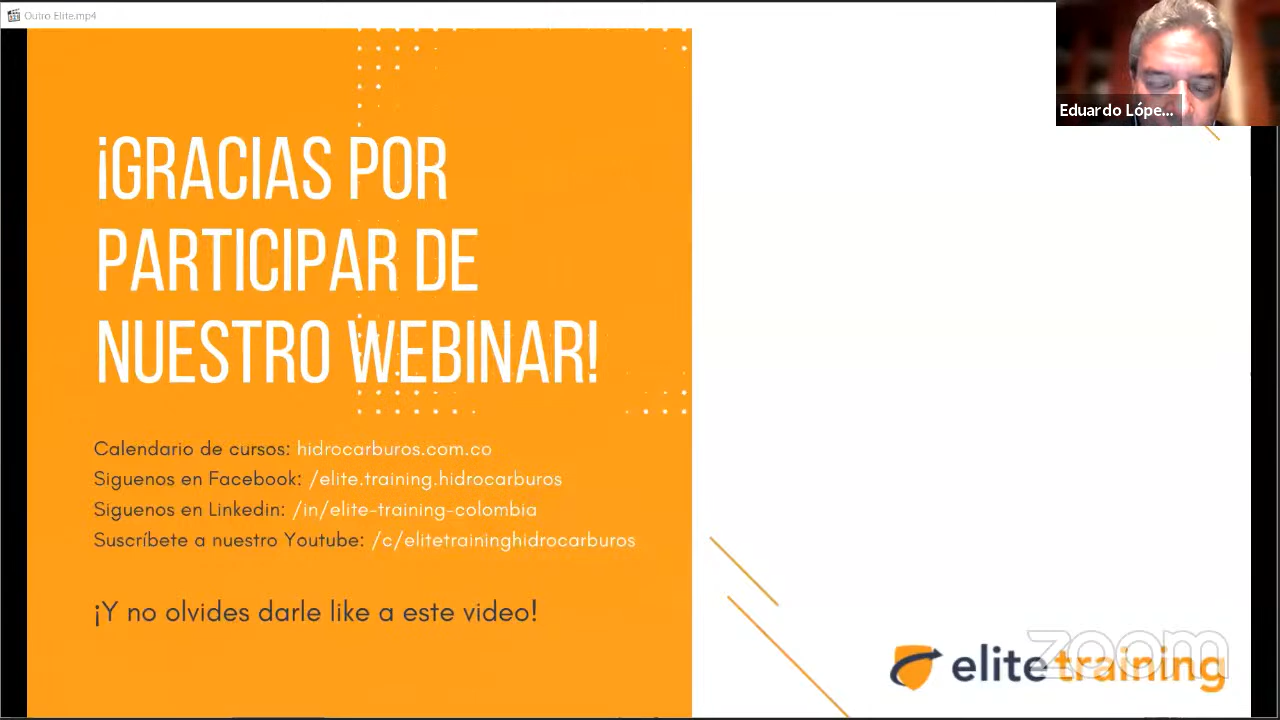 Outro Elite.mp4
Eduardo Lópe...
¡GRACIAS POR
PARTICIPAR DE
NUESTRO WEBINAR!
Calendario de cursos: hidrocarburos.com.co
Siguenos en Facebook: /elite.training.hidrocarburos
Siguenos en Linkedin: /in/elite-training-colombia
Suscríbete a nuestro Youtube: /c/elitetraininghidrocarburos
¡Y no olvides darle like a este video!
zoom
elite training